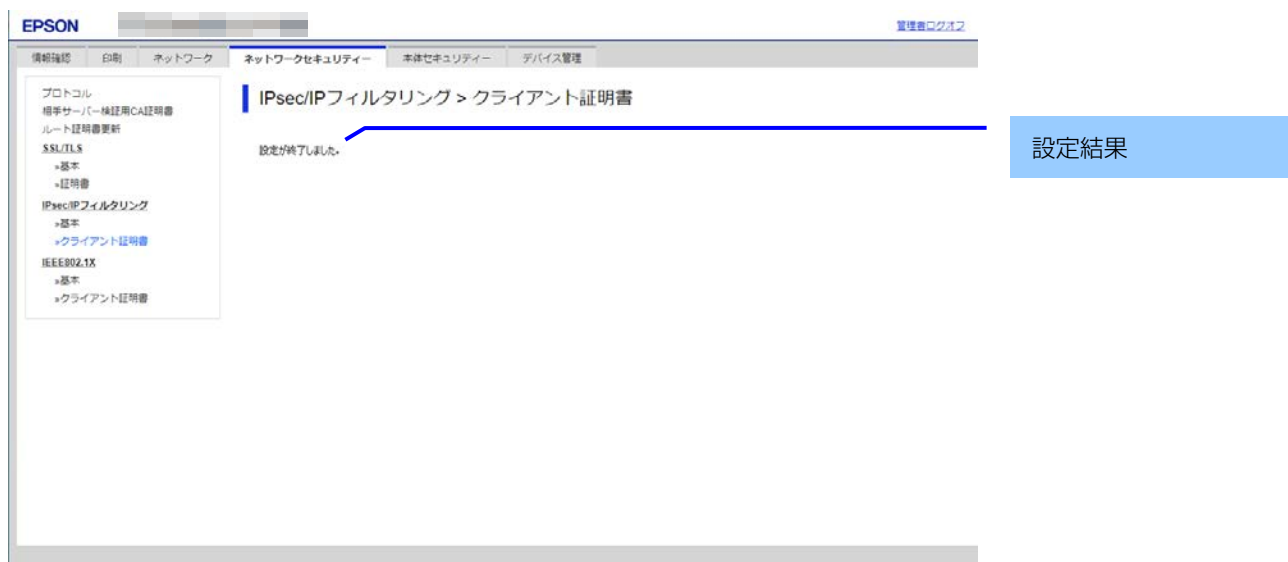 EPSON
管理者ログオフ
情報確認 印刷 ネットワーク ネットワークセキュリティー 本体セキュリティー デバイス管理
プロトコル
相手サーバー検証用CA証明書
ルート証明書更新
SSL/TLS
»基本
»証明書
IPsec/IPフィルタリング
»基本
»クライアント証明書
IEEE802.1X
»基本
»クライアント証明書
IPsec/IPフィルタリング > クライアント証明書
設定が終了しました。
設定結果